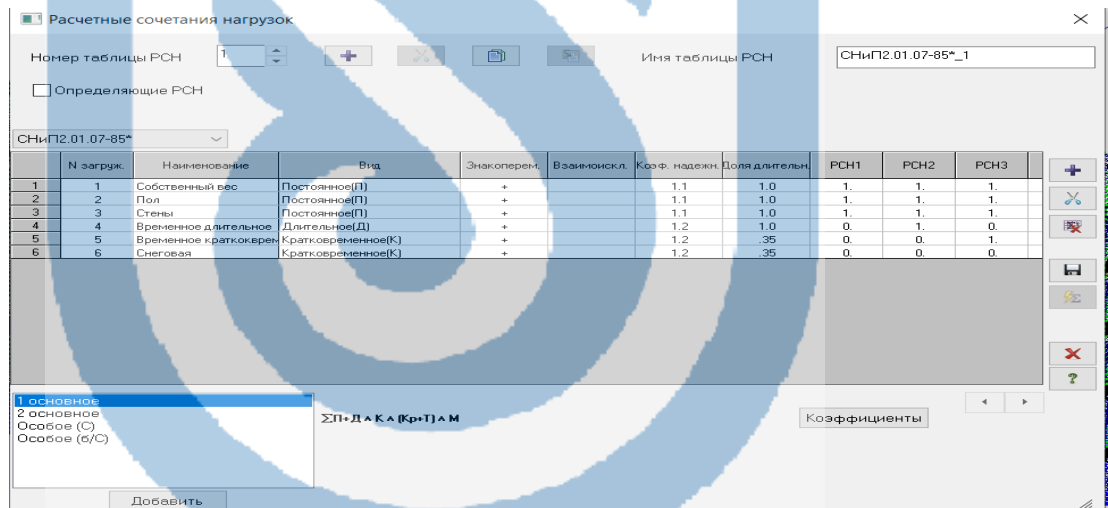 Расчетные сочетания нагрузок
Номер таблицы РСН 1 Имя таблицы РСН СНиП2.01.07-85*_1
Определяющие РСН
СНиП2.01.07-85*
N загруж. Наименование Вид Знакоперем. Взаимоискл. Коэф. надежн. Доля длительн. РСН1 РСН2 РСН3
1 1 Собственный вес Постоянное(П) + 1.1 1.0 1. 1. 1.
2 2 Пол Постоянное(П) + 1.1 1.0 1. 1. 1.
3 3 Стены Постоянное(П) + 1.1 1.0 1. 1. 1.
4 4 Временное длительное Длительное(Д) + 1.2 1.0 0. 1. 0.
5 5 Временное краткокврем Кратковременное(К) + 1.2 .35 0. 0. 1.
6 6 Снеговая Кратковременное(К) + 1.2 .35 0. 0. 0.
1 основное
2 основное
Особое (С)
Особое (б/С)
∑П+Д ʌ К ʌ (Кр+Т) ʌ М
Коэффициенты
Добавить